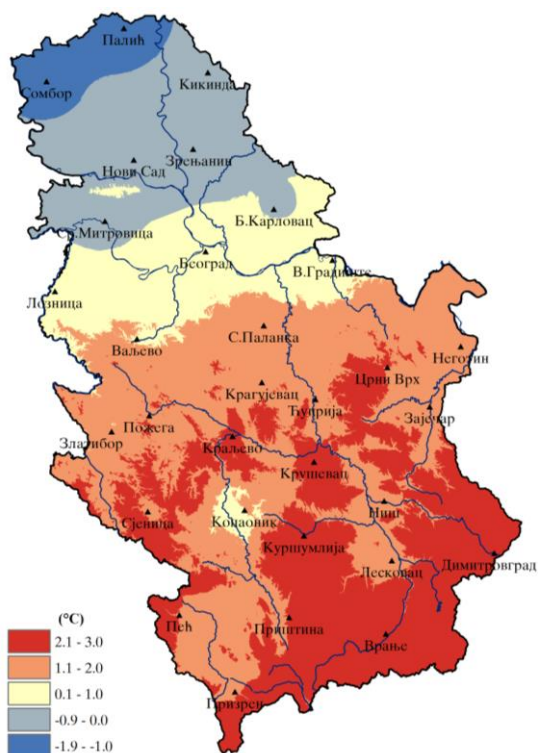 Палић
Сомбор
Кикинда
Зрењанин
Нови Сад
Б.Карловац
Ср.Митровица
Београд
В.Градиште
Лозница
Ваљево
С.Паланка
Неготин
Црни Врх
Крагујевац
Ћуприја
Зајечар
Пожега
Златибор
Краљево
Крушевац
Копаоник
Ниш
Сјеница
Куршумлија
Димитровград
Лесковац
Пећ
Приштина
Врање
Призрен
(°C)
2.1 - 3.0
1.1 - 2.0
0.1 - 1.0
-0.9 - 0.0
-1.9 - -1.0